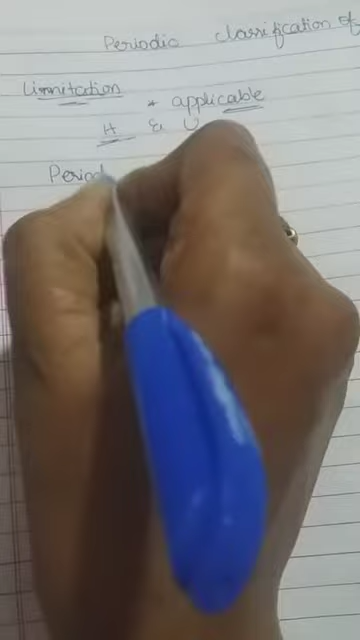 Periodic classification of
Limitation
* applicable
H & U
Period